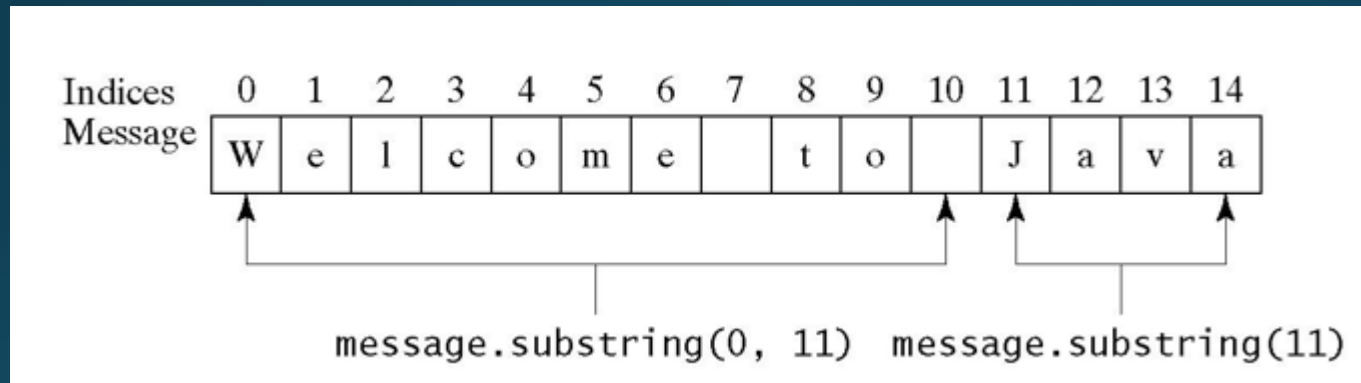 Indices 0 1 2 3 4 5 6 7 8 9 10 11 12 13 14
Message W e l c o m e t o J a v a
message.substring(0, 11) message.substring(11)